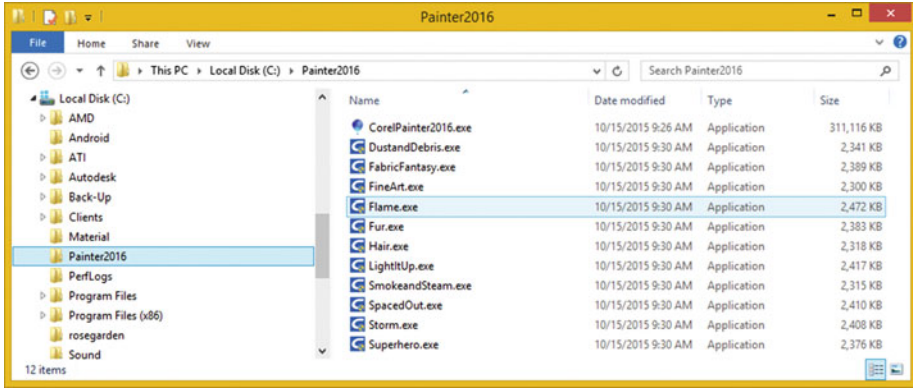 Painter2016
File Home Share View
This PC Local Disk (C:) Painter2016
Search Painter2016
Local Disk (C:)
AMD
Android
ATI
Autodesk
Back-Up
Clients
Material
Painter2016
PerfLogs
Program Files
Program Files (x86)
rosegarden
Sound
Name Date modified Type Size
CorelPainter2016.exe 10/15/2015 9:26 AM Application 311,116 KB
DustandDebris.exe 10/15/2015 9:30 AM Application 2,341 KB
FabricFantasy.exe 10/15/2015 9:30 AM Application 2,389 KB
FineArt.exe 10/15/2015 9:30 AM Application 2,300 KB
Flame.exe 10/15/2015 9:30 AM Application 2,472 KB
Fur.exe 10/15/2015 9:30 AM Application 2,383 KB
Hair.exe 10/15/2015 9:30 AM Application 2,318 KB
LightItUp.exe 10/15/2015 9:30 AM Application 2,417 KB
SmokeandSteam.exe 10/15/2015 9:30 AM Application 2,315 KB
SpacedOut.exe 10/15/2015 9:30 AM Application 2,410 KB
Storm.exe 10/15/2015 9:30 AM Application 2,408 KB
Superhero.exe 10/15/2015 9:30 AM Application 2,376 KB
12 items